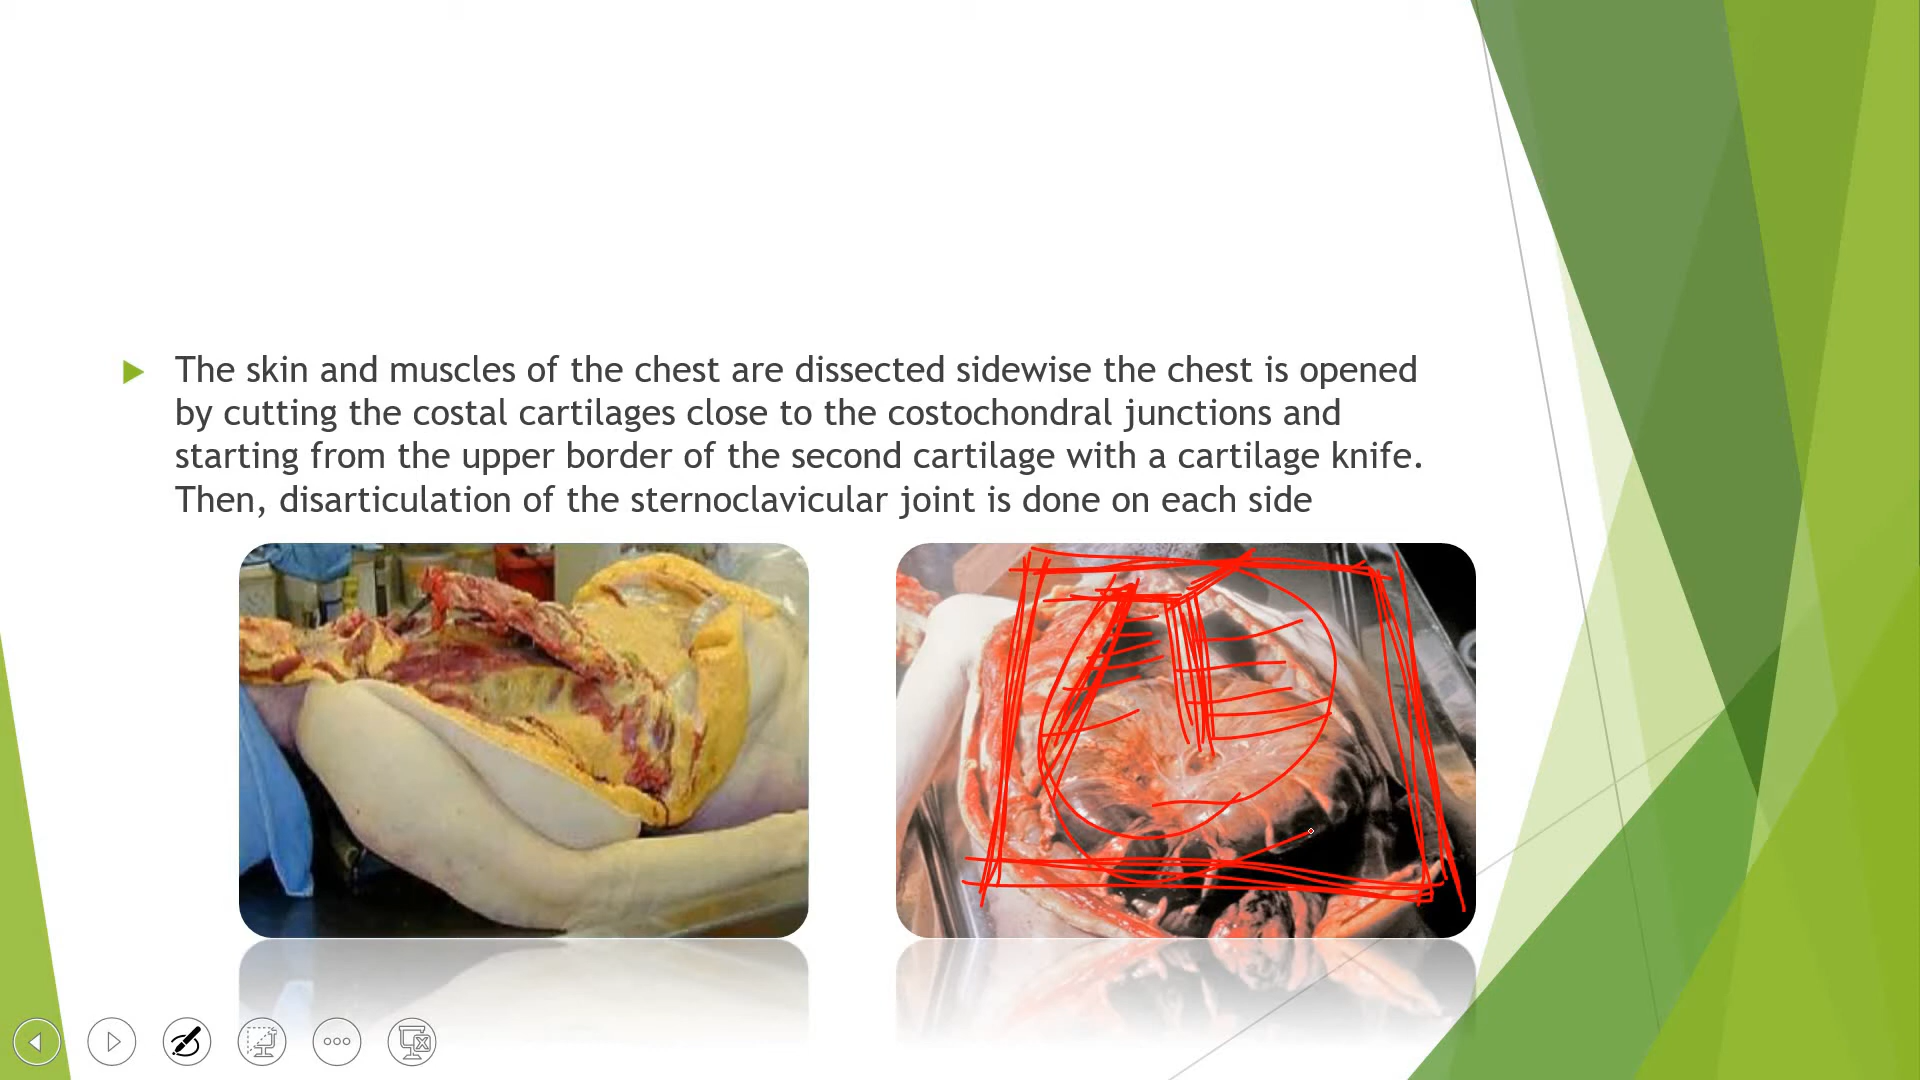 The skin and muscles of the chest are dissected sidewise the chest is opened
by cutting the costal cartilages close to the costochondral junctions and
starting from the upper border of the second cartilage with a cartilage knife.
Then, disarticulation of the sternoclavicular joint is done on each side